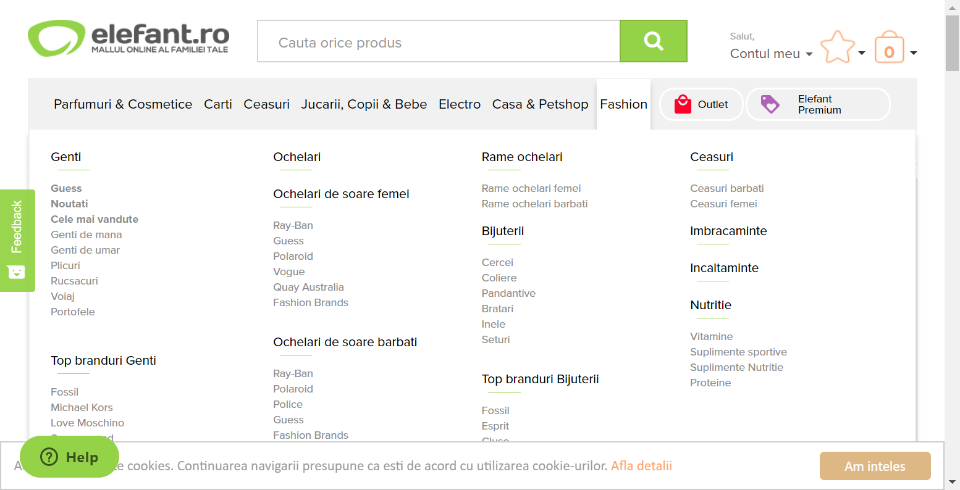 elefant.ro
MALLUL ONLINE AL FAMILIEI TALE
Cauta orice produs
Salut,
Contul meu
0
Parfumuri & Cosmetice
Carti
Ceasuri
Jucarii, Copii & Bebe
Electro
Casa & Petshop
Fashion
Outlet
Elefant
Premium
Feedback
Genti
Guess
Noutati
Cele mai vandute
Genti de mana
Genti de umar
Plicuri
Rucsacuri
Voiaj
Portofele
Top branduri Genti
Fossil
Michael Kors
Love Moschino
Ochelari
Ochelari de soare femei
Ray-Ban
Guess
Polaroid
Vogue
Quay Australia
Fashion Brands
Ochelari de soare barbati
Ray-Ban
Polaroid
Police
Guess
Fashion Brands
Rame ochelari
Rame ochelari femei
Rame ochelari barbati
Bijuterii
Cercei
Coliere
Pandantive
Bratari
Inele
Seturi
Top branduri Bijuterii
Fossil
Esprit
Ceasuri
Ceasuri barbati
Ceasuri femei
Imbracaminte
Incaltaminte
Nutritie
Vitamine
Suplimente sportive
Suplimente Nutritie
Proteine
Help
cookies. Continuarea navigarii presupune ca esti de acord cu utilizarea cookie-urilor. Afla detalii
Am inteles